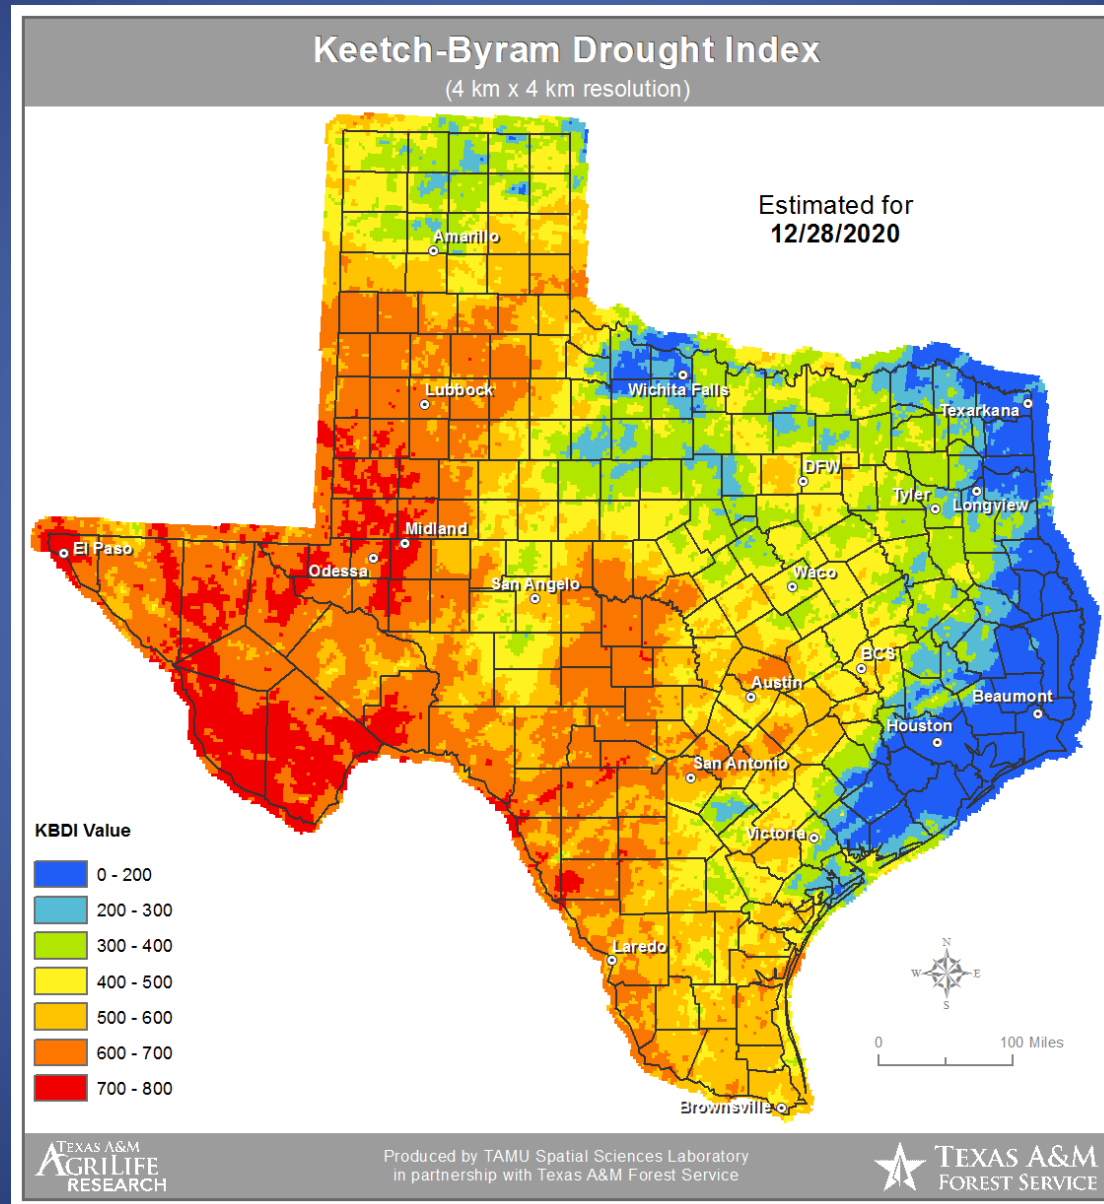 Keetch-Byram Drought Index
(4 km x 4 km resolution)
Estimated for
12/28/2020
Amarillo
Lubbock
Wichita Falls
Texarkana
DFW
Tyler
Longview
Midland
El Paso
Odessa
San Angelo
Waco
BCS
Austin
Beaumont
Houston
San Antonio
Victoria
Laredo
Brownsville
KBDI Value
0 - 200
200 - 300
300 - 400
400 - 500
500 - 600
600 - 700
700 - 800
N
W E
S
0 100 Miles
TEXAS A&M
AGRILIFE
RESEARCH
Produced by TAMU Spatial Sciences Laboratory
in partnership with Texas A&M Forest Service
TEXAS A&M
FOREST SERVICE